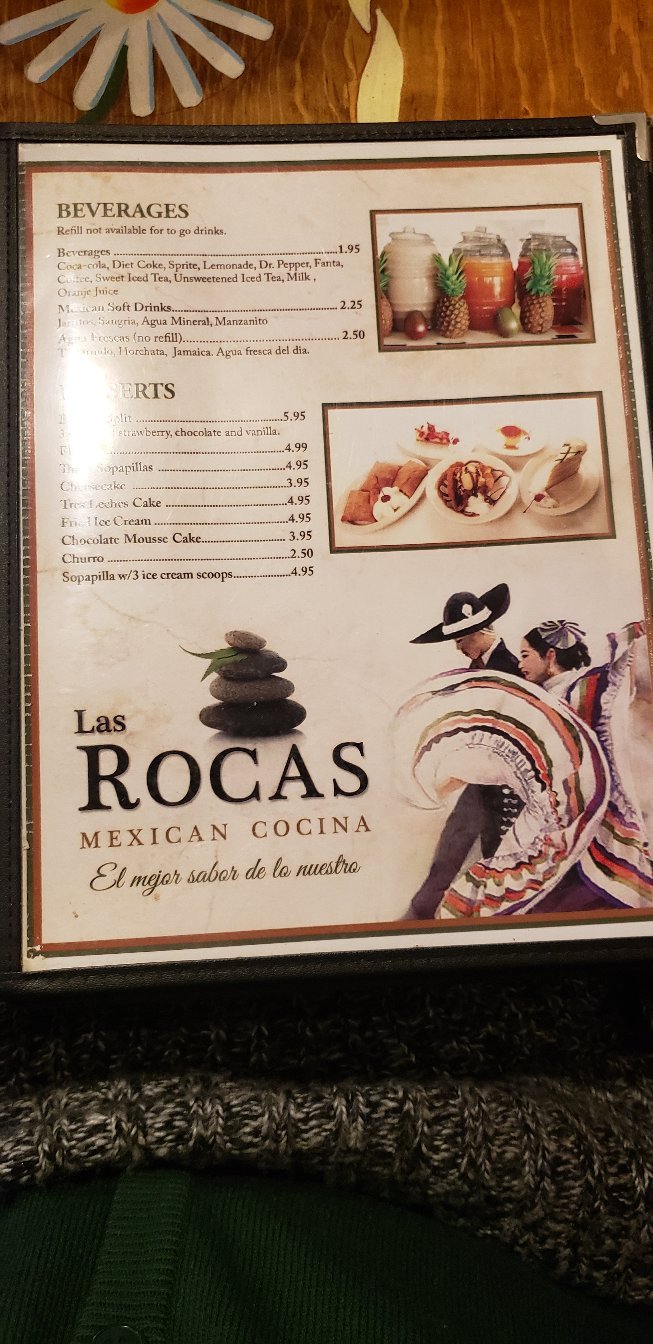 BEVERAGES
Refill not available for to go drinks.
Beverages ....................................................................1.95
Coca-cola, Diet Coke, Sprite, Lemonade, Dr. Pepper, Fanta,
Coffee, Sweet Iced Tea, Unsweetened Iced Tea, Milk ,
Oranje Juice
Mexican Soft Drinks................................................... 2.25
Jarritos, Sangria, Agua Mineral, Manzanito
Agua Frescas (no refill)................................................ 2.50
Tamarindo, Horchata, Jamaica. Agua fresca del dia.
DESSERTS
Split .............................................5.95
strawberry, chocolate and vanilla.
.....................................................4.99
Sopapillas ......................................4.95
Cheesecake ................................................3.95
Tres Leches Cake .....................................4.95
Fried Ice Cream ........................................4.95
Chocolate Mousse Cake......................... 3.95
Churro ......................................................2.50
Sopapilla w/3 ice cream scoops.................4.95
Las
ROCAS
MEXICAN COCINA
El mejor sabor de lo nuestro